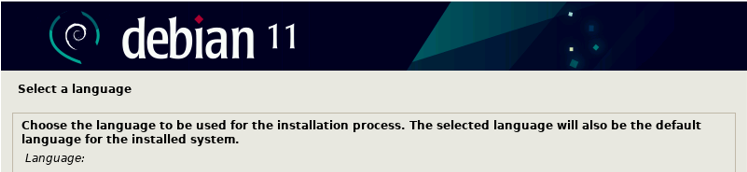 debian 11
Select a language
Choose the language to be used for the installation process. The selected language will also be the default
language for the installed system.
Language: